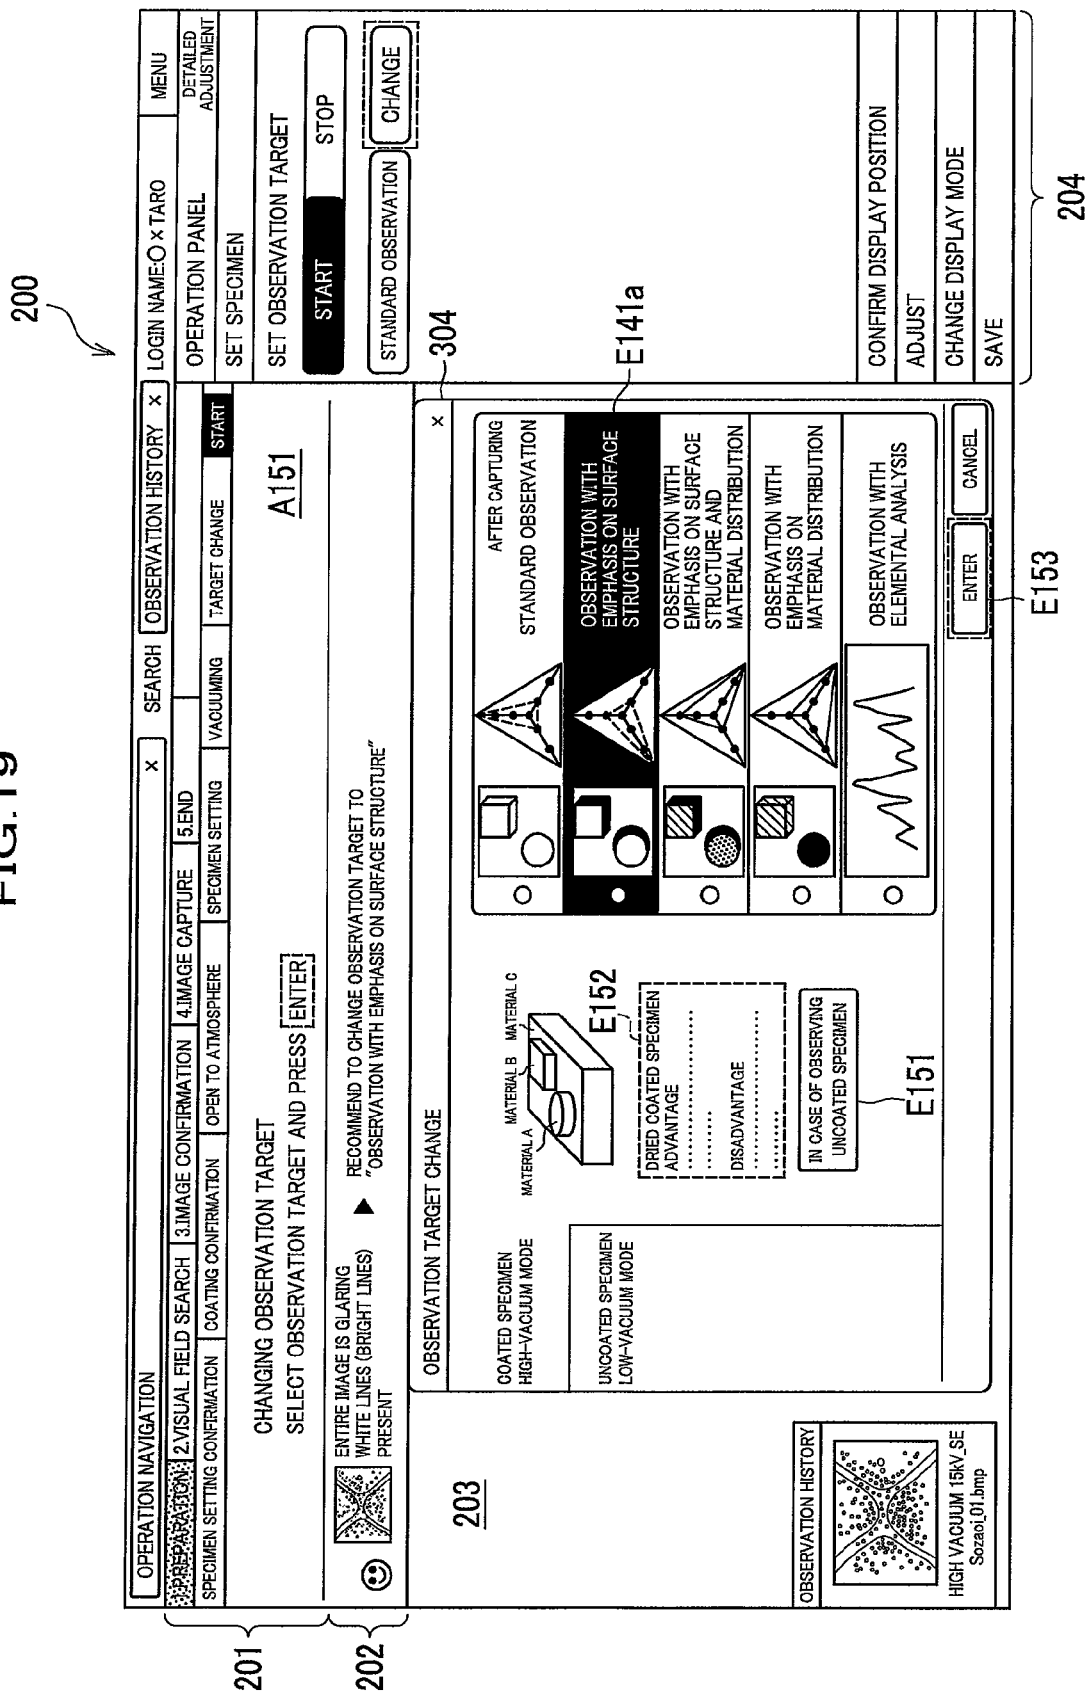 FIG. 19
200
OPERATION NAVIGATION ×
SEARCH
OBSERVATION HISTORY ×
LOGIN NAME:O×TARO
MENU
1.PREPARATION
2.VISUAL FIELD SEARCH
3.IMAGE CONFIRMATION
4.IMAGE CAPTURE
5.END
SPECIMEN SETTING CONFIRMATION
COATING CONFIRMATION
OPEN TO ATMOSPHERE
SPECIMEN SETTING
VACUUMING
TARGET CHANGE
START
CHANGING OBSERVATION TARGET
SELECT OBSERVATION TARGET AND PRESS ENTER
A151
201
ENTIRE IMAGE IS GLARING
WHITE LINES (BRIGHT LINES)
PRESENT
RECOMMEND TO CHANGE OBSERVATION TARGET TO
"OBSERVATION WITH EMPHASIS ON SURFACE STRUCTURE"
202
OPERATION PANEL
DETAILED
ADJUSTMENT
SET SPECIMEN
SET OBSERVATION TARGET
START
STOP
STANDARD OBSERVATION
CHANGE
CONFIRM DISPLAY POSITION
ADJUST
CHANGE DISPLAY MODE
SAVE
204
203
OBSERVATION HISTORY
HIGH VACUUM 15kV_SE
Sozaoi_01.bmp
OBSERVATION TARGET CHANGE
×
304
COATED SPECIMEN
HIGH-VACUUM MODE
UNCOATED SPECIMEN
LOW-VACUUM MODE
MATERIAL A
MATERIAL B
MATERIAL C
E152
DRIED COATED SPECIMEN
ADVANTAGE
...............
.......
DISADVANTAGE
...............
.......
IN CASE OF OBSERVING
UNCOATED SPECIMEN
E151
AFTER CAPTURING
STANDARD OBSERVATION
OBSERVATION WITH
EMPHASIS ON SURFACE
STRUCTURE
E141a
OBSERVATION WITH
EMPHASIS ON SURFACE
STRUCTURE AND
MATERIAL DISTRIBUTION
OBSERVATION WITH
EMPHASIS ON
MATERIAL DISTRIBUTION
OBSERVATION WITH
ELEMENTAL ANALYSIS
ENTER
CANCEL
E153